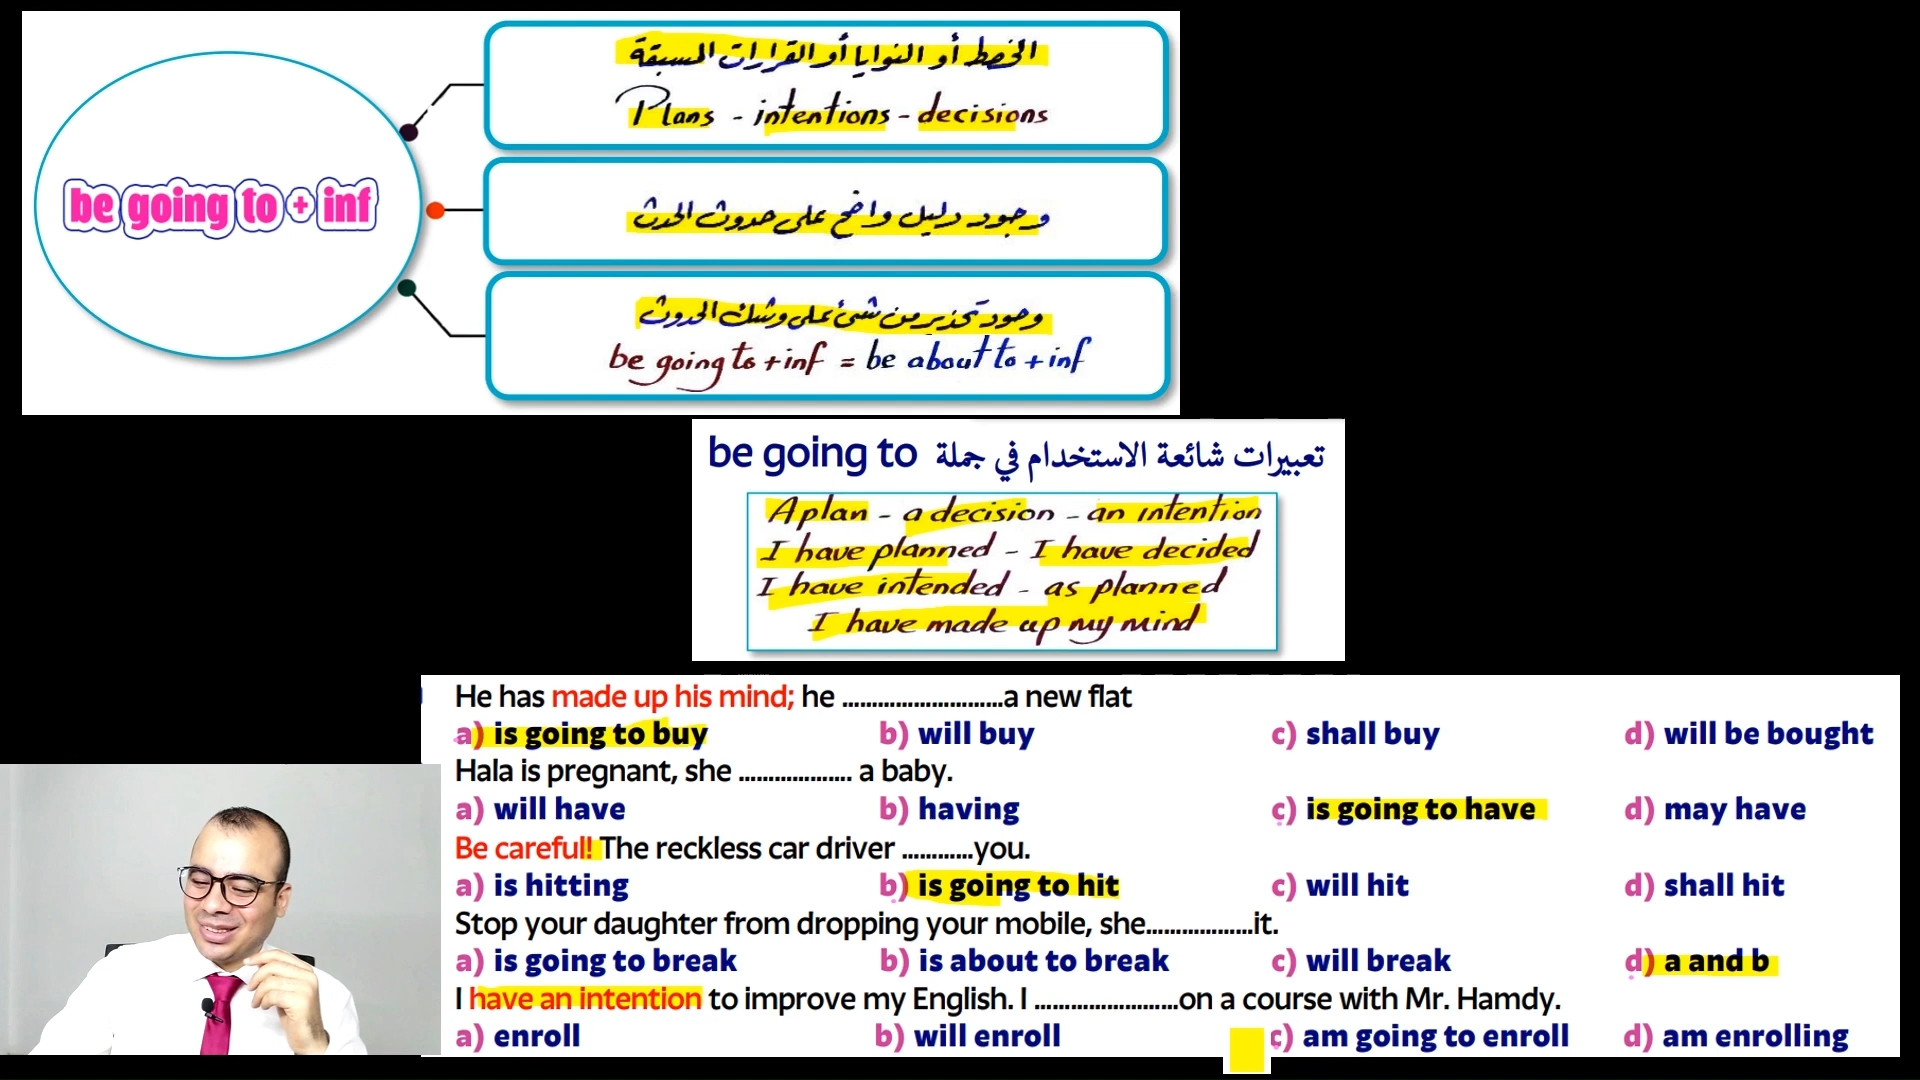 be going to + inf
الخطط أو النوايا أو القرارات المسبقة
Plans - intentions - decisions
وجود دليل واضح على حدوث الحدث
وجود تحذير من شئ على وشك الحدوث
be going to + inf = be about to + inf
تعبيرات شائعة الاستخدام في جملة be going to
A plan - a decision - an intention
I have planned - I have decided
I have intended - as planned
I have made up my mind
He has made up his mind; he ........................... a new flat
a) is going to buy b) will buy c) shall buy d) will be bought
Hala is pregnant, she ................... a baby.
a) will have b) having c) is going to have d) may have
Be careful! The reckless car driver ............you.
a) is hitting b) is going to hit c) will hit d) shall hit
Stop your daughter from dropping your mobile, she..................it.
a) is going to break b) is about to break c) will break d) a and b
I have an intention to improve my English. I ........................on a course with Mr. Hamdy.
a) enroll b) will enroll c) am going to enroll d) am enrolling